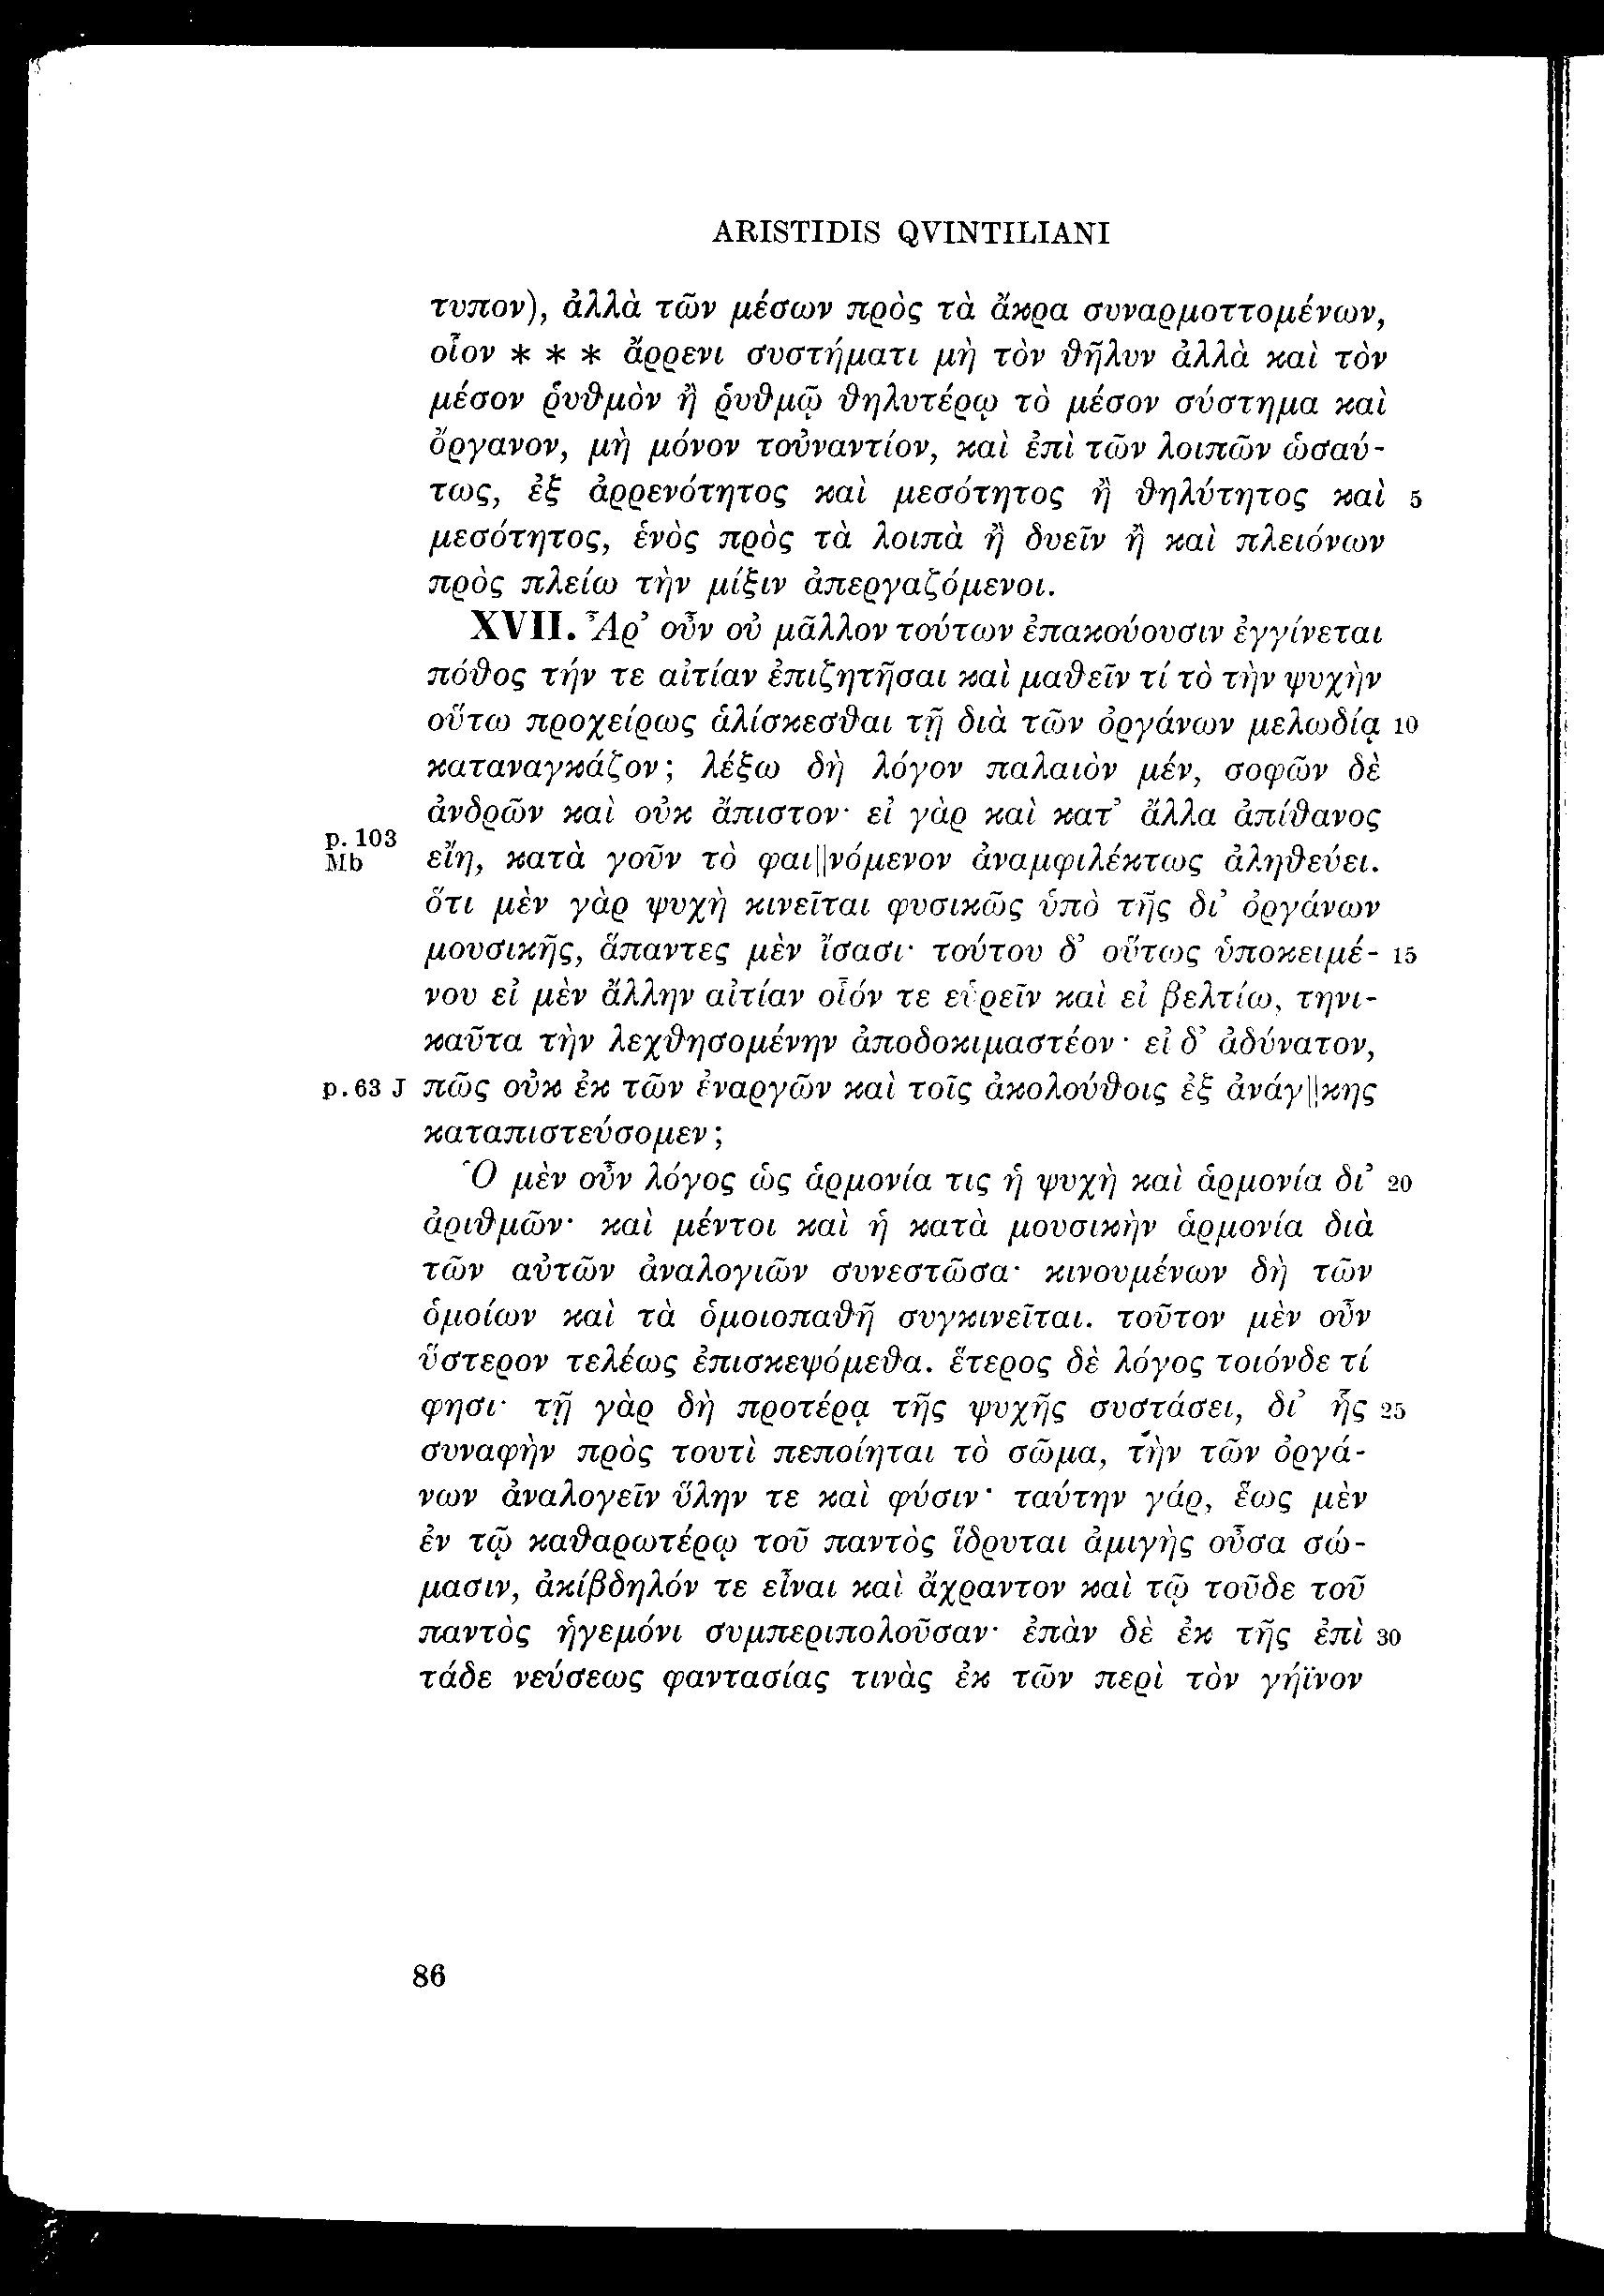 ARISTIDIS QVINTILIANI
τυπον), ἀλλὰ τῶν μέσων πρὸς τὰ ἄκρα συναρμοττομένων,
οἷον * * * ἄρρενι συστήματι μὴ τὸν θῆλυν ἀλλὰ καὶ τὸν
μέσον ῥυθμὸν ἢ ῥυθμῷ θηλυτέρῳ τὸ μέσον σύστημα καὶ
ὄργανον, μὴ μόνον τοὐναντίον, καὶ ἐπὶ τῶν λοιπῶν ὡσαύ-
τως, ἐξ ἀρρενότητος καὶ μεσότητος ἢ θηλύτητος καὶ 5
μεσότητος, ἑνὸς πρὸς τὰ λοιπὰ ἢ δυεῖν ἢ καὶ πλειόνων
πρὸς πλείω τὴν μίξιν ἀπεργαζόμενοι.
XVII. Ἆρ’ οὖν οὐ μᾶλλον τούτων ἐπακούουσιν ἐγγίνεται
πόθος τήν τε αἰτίαν ἐπιζητῆσαι καὶ μαθεῖν τί τὸ τὴν ψυχὴν
οὕτω προχείρως ἁλίσκεσθαι τῇ διὰ τῶν ὀργάνων μελωδίᾳ 10
καταναγκάζον; λέξω δὴ λόγον παλαιὸν μέν, σοφῶν δὲ
ἀνδρῶν καὶ οὐκ ἄπιστον· εἰ γὰρ καὶ κατ’ ἄλλα ἀπίθανος
p. 103
Mb εἴη, κατὰ γοῦν τὸ φαι||νόμενον ἀναμφιλέκτως ἀληθεύει.
ὅτι μὲν γὰρ ψυχὴ κινεῖται φυσικῶς ὑπὸ τῆς δι’ ὀργάνων
μουσικῆς, ἅπαντες μὲν ἴσασι· τούτου δ’ οὕτως ὑποκειμέ- 15
νου εἰ μὲν ἄλλην αἰτίαν οἷόν τε εὑρεῖν καὶ εἰ βελτίω, τηνι-
καῦτα τὴν λεχθησομένην ἀποδοκιμαστέον· εἰ δ’ ἀδύνατον,
p. 63 J πῶς οὐκ ἐκ τῶν ἐναργῶν καὶ τοῖς ἀκολούθοις ἐξ ἀνάγ||κης
καταπιστεύσομεν;
Ὁ μὲν οὖν λόγος ὡς ἁρμονία τις ἡ ψυχὴ καὶ ἁρμονία δι’ 20
ἀριθμῶν· καὶ μέντοι καὶ ἡ κατὰ μουσικὴν ἁρμονία διὰ
τῶν αὐτῶν ἀναλογιῶν συνεστῶσα· κινουμένων δὴ τῶν
ὁμοίων καὶ τὰ ὁμοιοπαθῆ συγκινεῖται. τοῦτον μὲν οὖν
ὕστερον τελέως ἐπισκεψόμεθα. ἕτερος δὲ λόγος τοιόνδε τί
φησι· τῇ γὰρ δὴ προτέρᾳ τῆς ψυχῆς συστάσει, δι’ ἧς 25
συναφὴν πρὸς τουτὶ πεποίηται τὸ σῶμα, τὴν τῶν ὀργά-
νων ἀναλογεῖν ὕλην τε καὶ φύσιν· ταύτην γάρ, ἕως μὲν
ἐν τῷ καθαρωτέρῳ τοῦ παντὸς ἵδρυται ἀμιγὴς οὖσα σώ-
μασιν, ἀκίβδηλόν τε εἶναι καὶ ἄχραντον καὶ τῷ τοῦδε τοῦ
παντὸς ἡγεμόνι συμπεριπολοῦσαν· ἐπὰν δὲ ἐκ τῆς ἐπὶ 30
τάδε νεύσεως φαντασίας τινὰς ἐκ τῶν περὶ τὸν γήϊνον
86